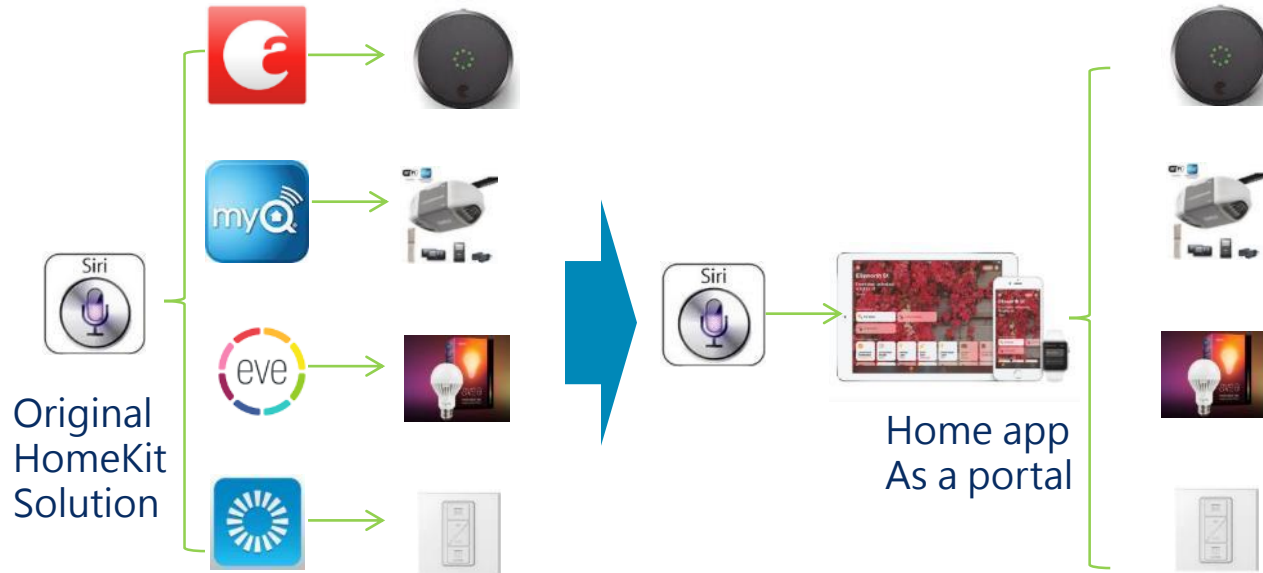 Siri
myQ
eve
Original
HomeKit
Solution
Siri
Home app
As a portal